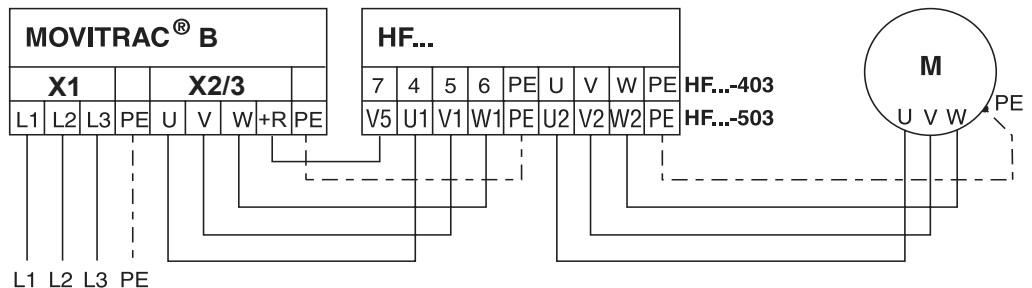 MOVITRAC® B
X1 X2/3
L1 L2 L3 PE U V W +R PE
HF...
7 4 5 6 PE U V W PE HF...-403
V5 U1 V1 W1 PE U2 V2 W2 PE HF...-503
M
PE
U V W
L1 L2 L3 PE